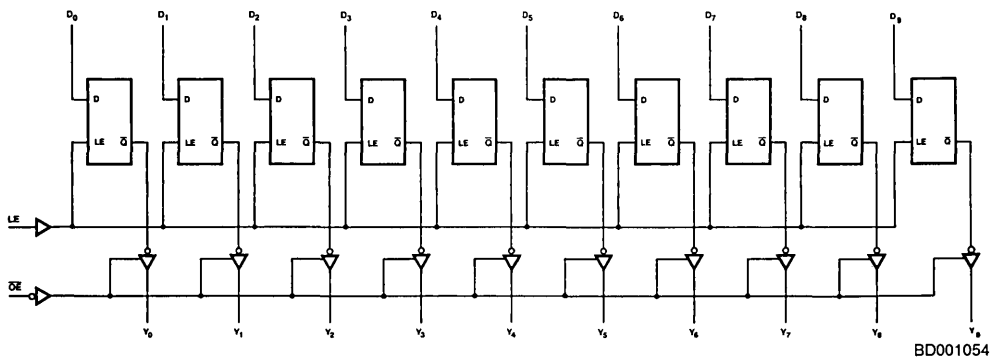 D₀ D₁ D₂ D₃ D₄ D₅ D₆ D₇ D₈ D₉
D D D D D D D D D D
LE Q̅ LE Q̅ LE Q̅ LE Q̅ LE Q̅ LE Q̅ LE Q̅ LE Q̅ LE Q̅ LE Q̅
LE
O̅E̅
Y₀ Y₁ Y₂ Y₃ Y₄ Y₅ Y₆ Y₇ Y₈ Y₉
BD001054